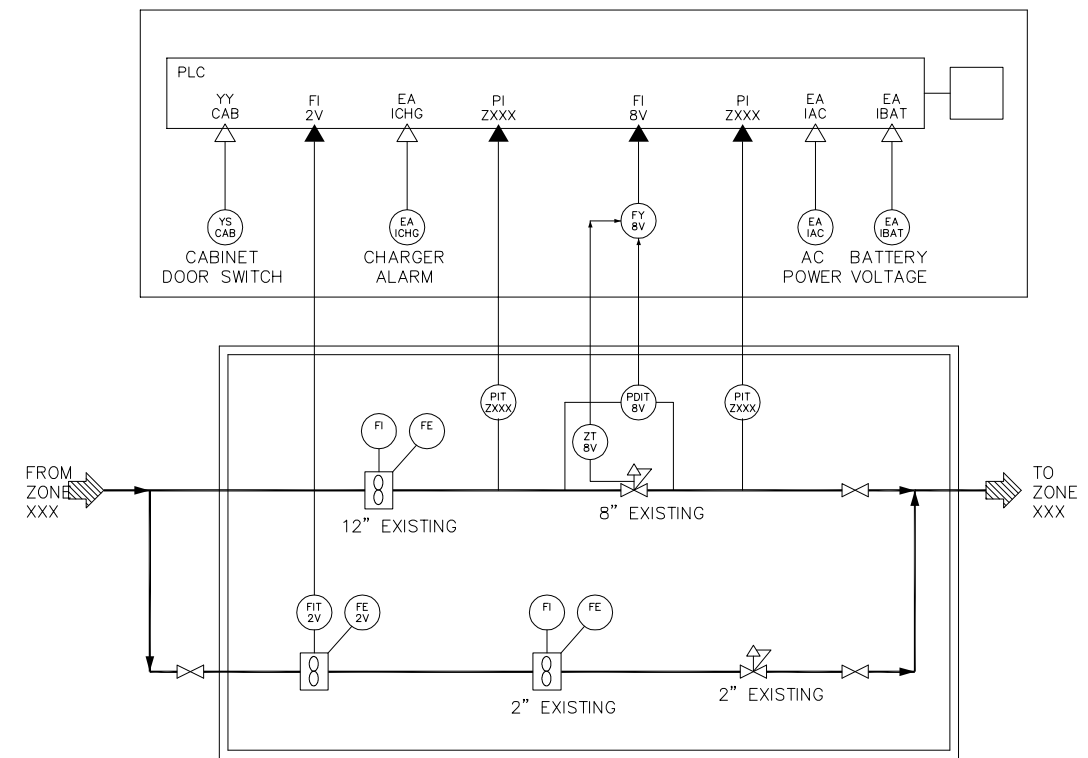 PLC
YY
CAB
FI
2V
EA
ICHG
PI
ZXXX
FI
8V
PI
ZXXX
EA
IAC
EA
IBAT
YS
CAB
EA
ICHG
FY
8V
EA
IAC
EA
IBAT
CABINET
DOOR SWITCH
CHARGER
ALARM
AC
POWER
BATTERY
VOLTAGE
PIT
ZXXX
PDIT
8V
PIT
ZXXX
FI
FE
ZT
8V
FROM
ZONE
XXX
TO
ZONE
XXX
12" EXISTING
8" EXISTING
FIT
2V
FE
2V
FI
FE
2" EXISTING
2" EXISTING